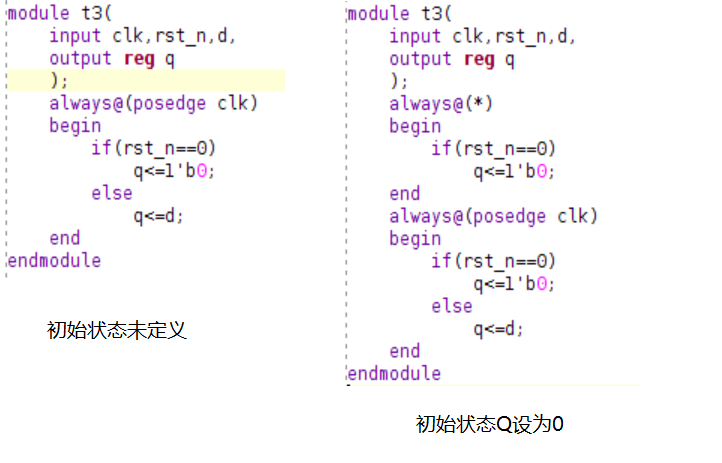 module t3(
    input clk,rst_n,d,
    output reg q
    );
    always@(posedge clk)
    begin
        if(rst_n==0)
            q<=1'b0;
        else
            q<=d;
    end
endmodule
初始状态未定义
module t3(
    input clk,rst_n,d,
    output reg q
    );
    always@(*)
    begin
        if(rst_n==0)
            q<=1'b0;
    end
    always@(posedge clk)
    begin
        if(rst_n==0)
            q<=1'b0;
        else
            q<=d;
    end
endmodule
初始状态Q设为0